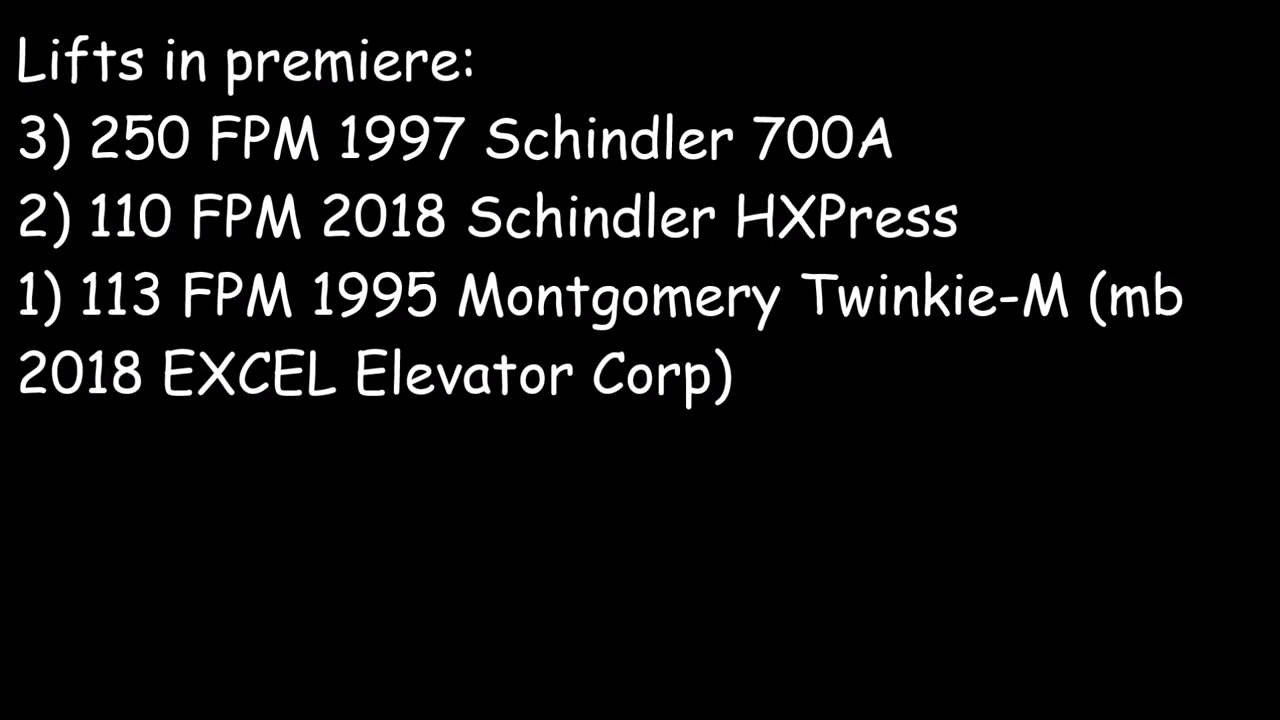 Lifts in premiere:
3) 250 FPM 1997 Schindler 700A
2) 110 FPM 2018 Schindler HXPress
1) 113 FPM 1995 Montgomery Twinkie-M (mb
2018 EXCEL Elevator Corp)